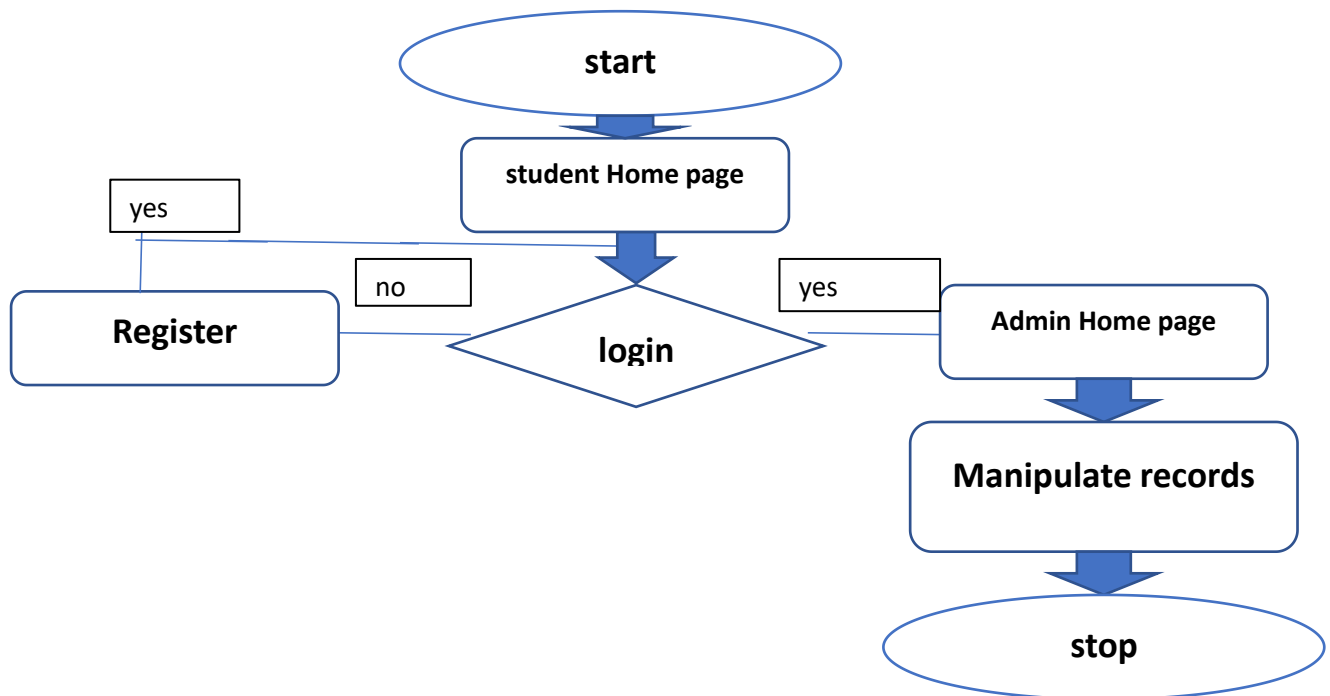 start
student Home page
yes
no
yes
Register
login
Admin Home page
Manipulate records
stop